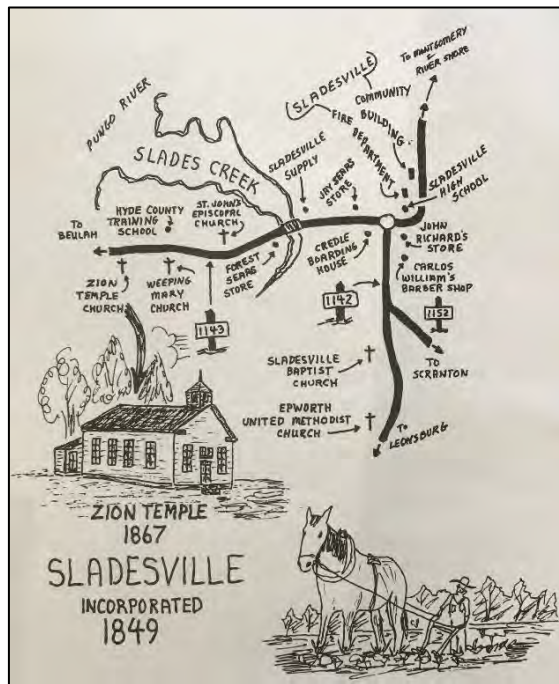 To MONTGOMERY
&
RIVER SHORE
(SLADESVILLE)
COMMUNITY
BUILDING
FIRE
DEPARTMENT
SLADESVILLE
HIGH
SCHOOL
PUNGO RIVER
SLADES CREEK
SLADESVILLE
SUPPLY
JAY SEARS
STORE
To
BEULAH
HYDE COUNTY
TRAINING
SCHOOL
ST. JOHN'S
EPISCOPAL
CHURCH
FOREST
SEARS
STORE
CREDLE
BOARDING
HOUSE
JOHN
RICHARD'S
STORE
CARLOS
WILLIAM'S
BARBER SHOP
ZION
TEMPLE
CHURCH
WEEPING
MARY
CHURCH
1143
1142
1152
To
SCRANTON
SLADESVILLE
BAPTIST
CHURCH
EPWORTH
UNITED METHODIST
CHURCH
To
ZION TEMPLE
1867
SLADESVILLE
INCORPORATED
1849